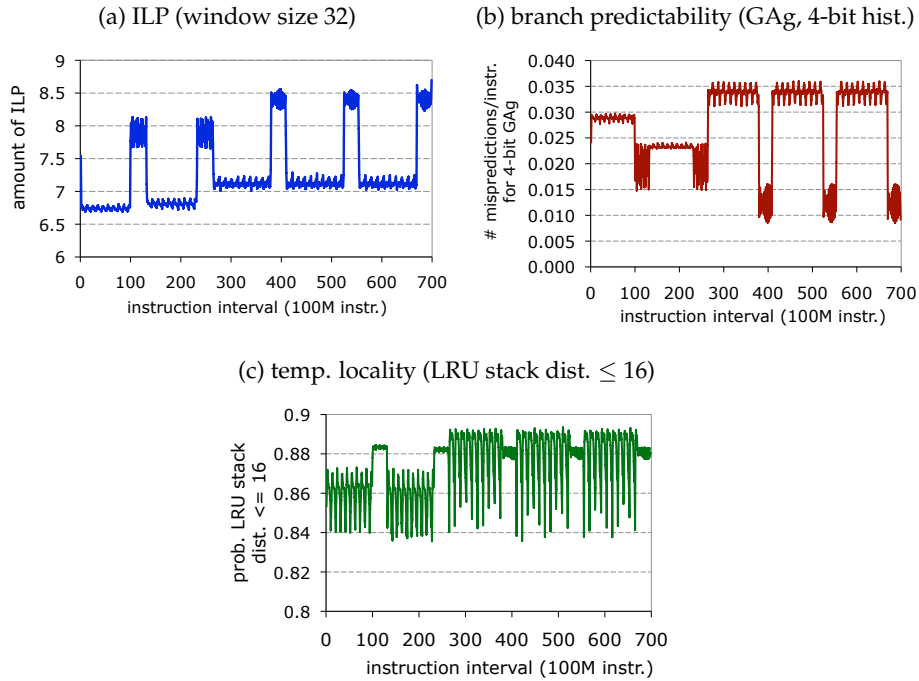 (a) ILP (window size 32)
amount of ILP
9
8.5
8
7.5
7
6.5
6
0 100 200 300 400 500 600 700
instruction interval (100M instr.)
(b) branch predictability (GAg, 4-bit hist.)
# mispredictions/instr.
for 4-bit GAg
0.040
0.035
0.030
0.025
0.020
0.015
0.010
0.005
0.000
0 100 200 300 400 500 600 700
instruction interval (100M instr.)
(c) temp. locality (LRU stack dist. ≤ 16)
prob. LRU stack
dist. <= 16
0.9
0.88
0.86
0.84
0.82
0.8
0 100 200 300 400 500 600 700
instruction interval (100M instr.)